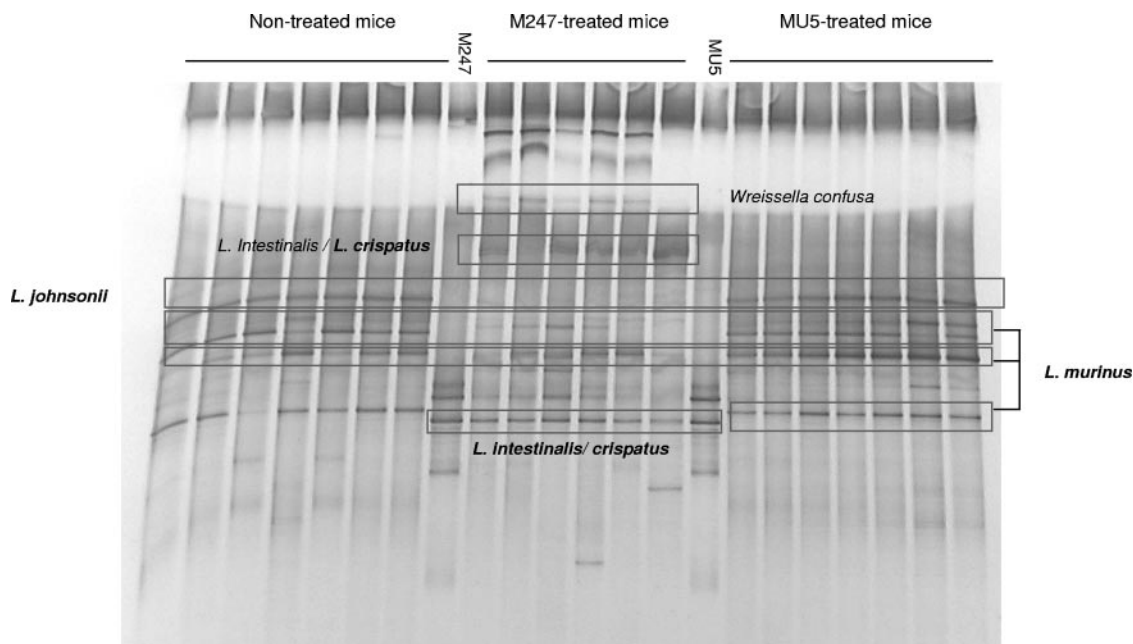 Non-treated mice
M247
M247-treated mice
MU5
MU5-treated mice
Wreissella confusa
L. Intestinalis / L. crispatus
L. johnsonii
L. murinus
L. intestinalis/ crispatus